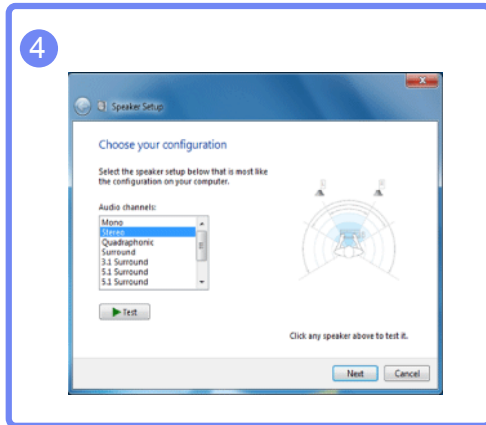 4
Speaker Setup
Choose your configuration
Select the speaker setup below that is most like
the configuration on your computer.
Audio channels:
Mono
Stereo
Quadraphonic
Surround
3.1 Surround
5.1 Surround
5.1 Surround
Test
Click any speaker above to test it.
Next
Cancel